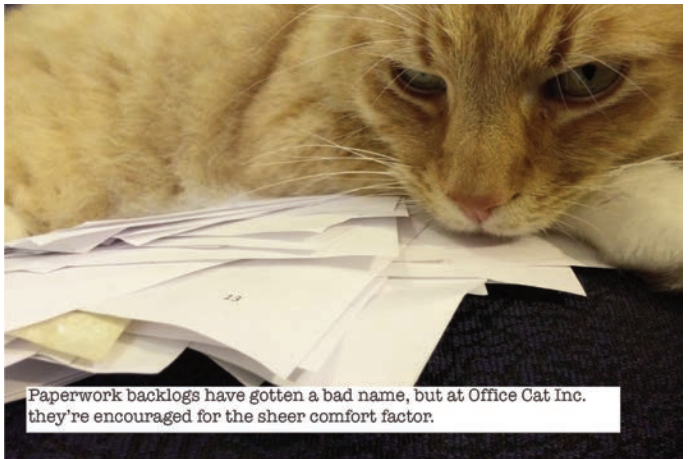 13
Paperwork backlogs have gotten a bad name, but at Office Cat Inc.
they're encouraged for the sheer comfort factor.